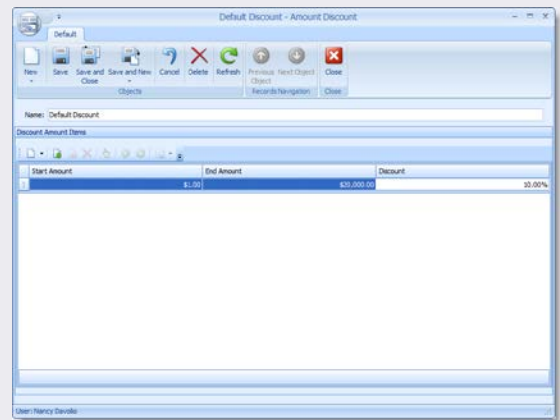 Default Discount - Amount Discount
Default
New Save Save and Close Save and New Cancel Delete Refresh Previous Object Next Object Close
Objects Records Navigation Close
Name: Default Discount
Discount Amount Items
Start Amount End Amount Discount
$1.00 $20,000.00 10.00%
User: Nancy Davolio